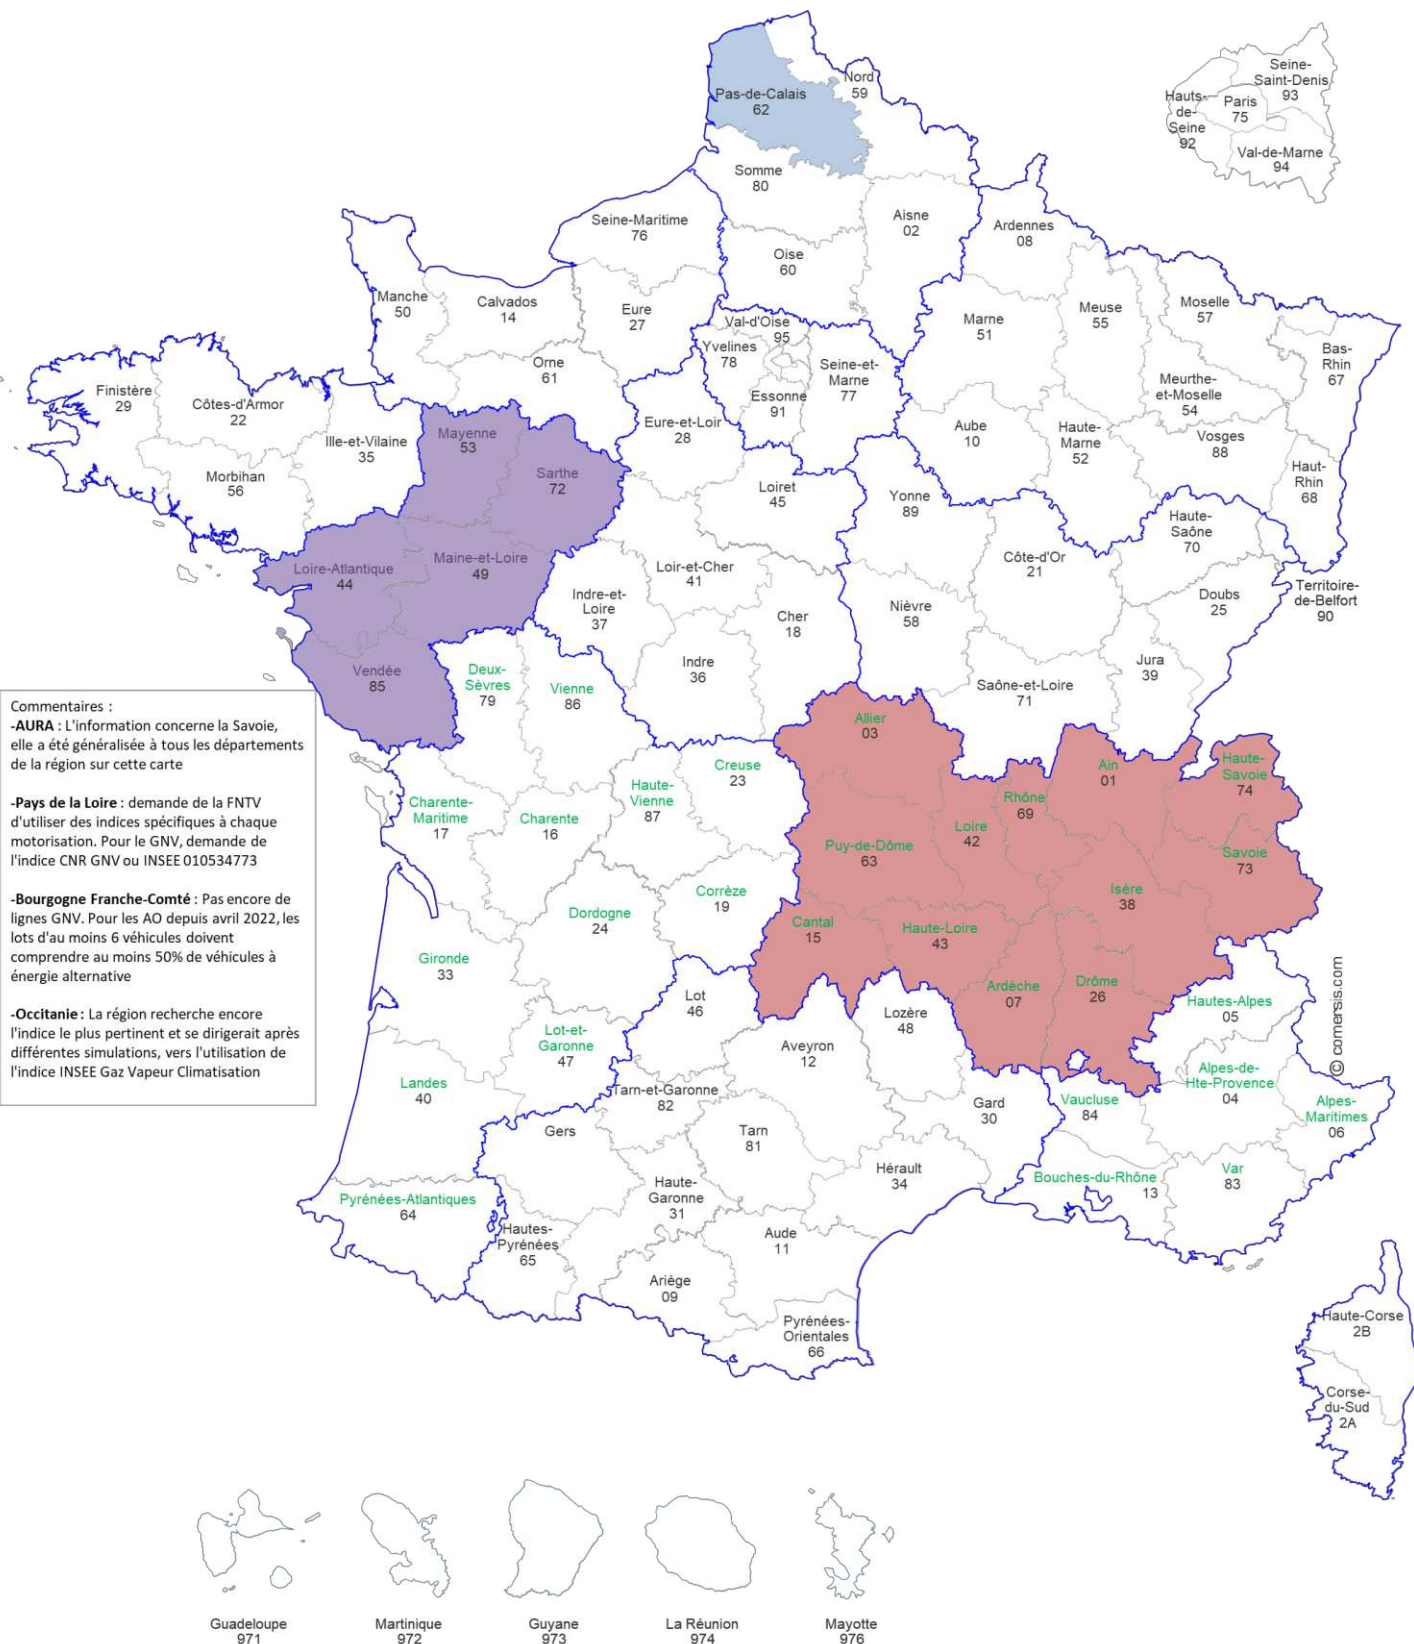 Pas-de-Calais
62
Nord
59
Somme
80
Seine-
Saint-Denis
93
Hauts-
de-
Seine
92
Paris
75
Val-de-Marne
94
Seine-Maritime
76
Aisne
02
Ardennes
08
Oise
60
Manche
50
Calvados
14
Eure
27
Marne
51
Meuse
55
Moselle
57
Val-d'Oise
95
Yvelines
78
Seine-et-
Marne
77
Essonne
91
Bas-
Rhin
67
Orne
61
Meurthe-
et-Moselle
54
Finistère
29
Côtes-d'Armor
22
Ille-et-Vilaine
35
Mayenne
53
Eure-et-Loir
28
Aube
10
Haute-
Marne
52
Vosges
88
Haut-
Rhin
68
Morbihan
56
Sarthe
72
Loiret
45
Yonne
89
Haute-
Saône
70
Loire-Atlantique
44
Maine-et-Loire
49
Loir-et-Cher
41
Côte-d'Or
21
Indre-et-
Loire
37
Cher
18
Nièvre
58
Doubs
25
Territoire-
de-Belfort
90
Vendée
85
Deux-
Sèvres
79
Vienne
86
Indre
36
Saône-et-Loire
71
Jura
39
Commentaires :
-AURA : L'information concerne la Savoie,
elle a été généralisée à tous les départements
de la région sur cette carte
-Pays de la Loire : demande de la FNTV
d'utiliser des indices spécifiques à chaque
motorisation. Pour le GNV, demande de
l'indice CNR GNV ou INSEE 010534773
-Bourgogne Franche-Comté : Pas encore de
lignes GNV. Pour les AO depuis avril 2022, les
lots d'au moins 6 véhicules doivent
comprendre au moins 50% de véhicules à
énergie alternative
-Occitanie : La région recherche encore
l'indice le plus pertinent et se dirigerait après
différentes simulations, vers l'utilisation de
l'indice INSEE Gaz Vapeur Climatisation
Allier
03
Creuse
23
Haute-
Vienne
87
Charente-
Maritime
17
Charente
16
Ain
01
Haute-
Savoie
74
Rhône
69
Loire
42
Puy-de-Dôme
63
Savoie
73
Corrèze
19
Isère
38
Dordogne
24
Cantal
15
Haute-Loire
43
Gironde
33
Ardèche
07
Drôme
26
Lot
46
Lozère
48
Hautes-Alpes
05
© comersis.com
Lot-et-
Garonne
47
Aveyron
12
Landes
40
Tarn-et-Garonne
82
Gard
30
Vaucluse
84
Alpes-de-
Hte-Provence
04
Alpes-
Maritimes
06
Gers
Tarn
81
Hérault
34
Bouches-du-Rhône
13
Var
83
Pyrénées-Atlantiques
64
Haute-
Garonne
31
Hautes-
Pyrénées
65
Aude
11
Ariège
09
Pyrénées-
Orientales
66
Haute-Corse
2B
Corse-
du-Sud
2A
Guadeloupe
971
Martinique
972
Guyane
973
La Réunion
974
Mayotte
976